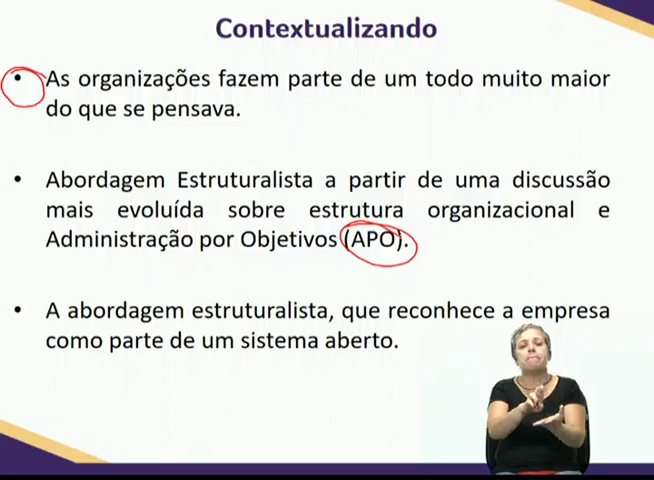 Contextualizando
• As organizações fazem parte de um todo muito maior
do que se pensava.
• Abordagem Estruturalista a partir de uma discussão
mais evoluída sobre estrutura organizacional e
Administração por Objetivos (APO).
• A abordagem estruturalista, que reconhece a empresa
como parte de um sistema aberto.